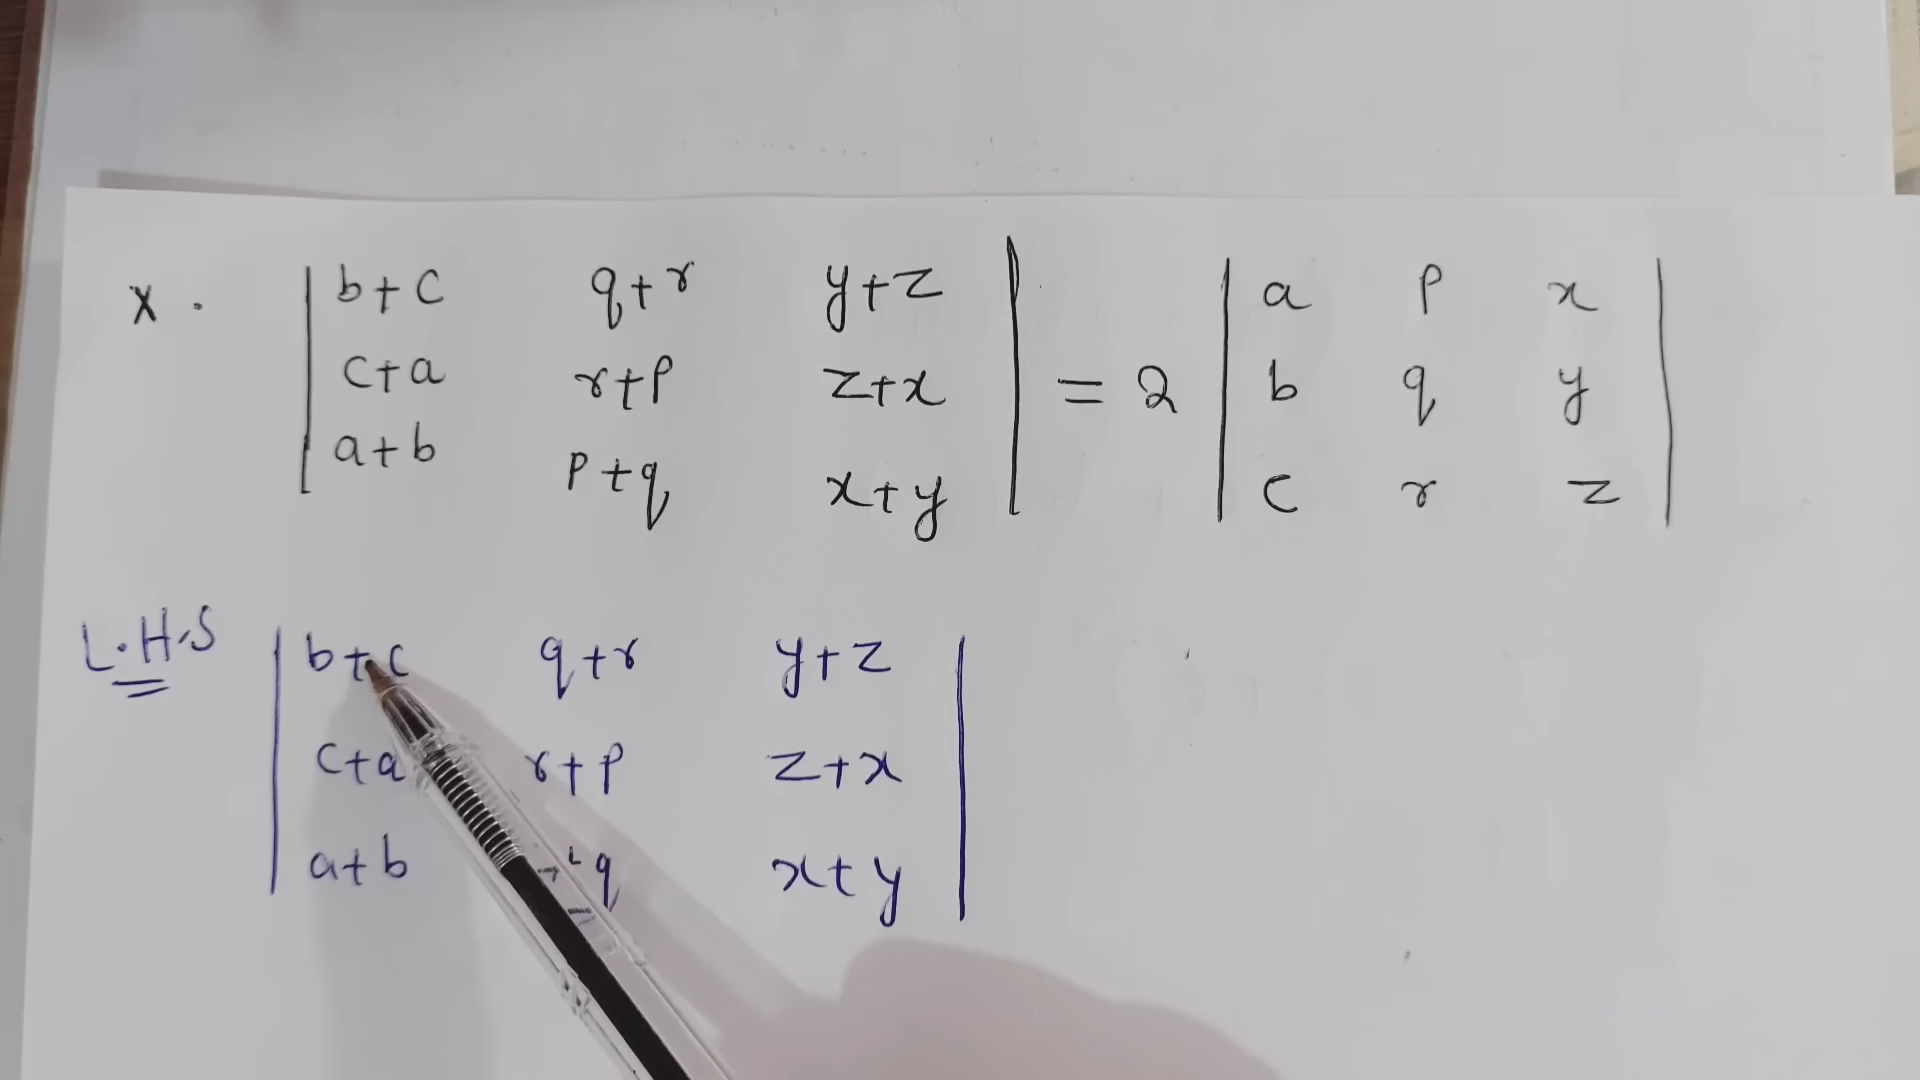 x . | b+c q+r y+z | = 2 | a p x |
| c+a r+p z+x | | b q y |
| a+b p+q x+y | | c r z |
L.H.S | b+c q+r y+z |
| c+a r+p z+x |
| a+b q x+y |